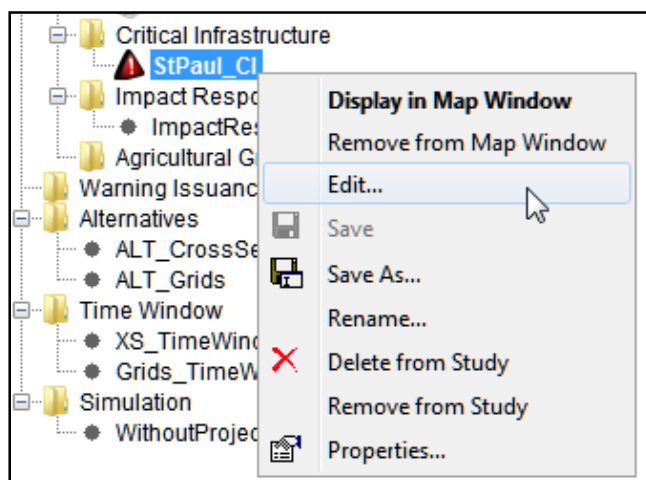 Critical Infrastructure
StPaul_CI
Impact Respo
ImpactRes
Agricultural G
Warning Issuanc
Alternatives
ALT_CrossSe
ALT_Grids
Time Window
XS_TimeWind
Grids_TimeW
Simulation
WithoutProjec
Display in Map Window
Remove from Map Window
Edit...
Save
Save As...
Rename...
Delete from Study
Remove from Study
Properties...